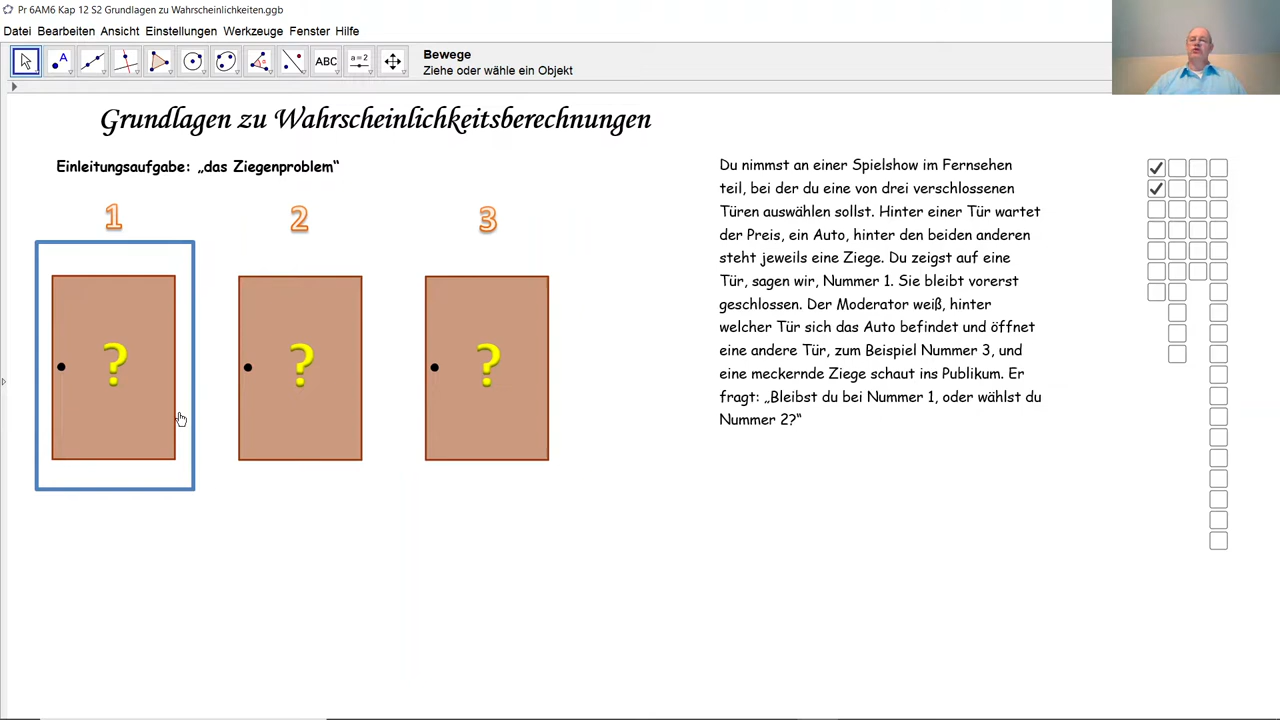 Pr 6AM6 Kap 12 S2 Grundlagen zu Wahrscheinlichkeiten.ggb
Datei Bearbeiten Ansicht Einstellungen Werkzeuge Fenster Hilfe
A
ABC
a=2
Bewege
Ziehe oder wähle ein Objekt
Grundlagen zu Wahrscheinlichkeitsberechnungen
Einleitungsaufgabe: „das Ziegenproblem“
1 2 3
? ? ?
Du nimmst an einer Spielshow im Fernsehen
teil, bei der du eine von drei verschlossenen
Türen auswählen sollst. Hinter einer Tür wartet
der Preis, ein Auto, hinter den beiden anderen
steht jeweils eine Ziege. Du zeigst auf eine
Tür, sagen wir, Nummer 1. Sie bleibt vorerst
geschlossen. Der Moderator weiß, hinter
welcher Tür sich das Auto befindet und öffnet
eine andere Tür, zum Beispiel Nummer 3, und
eine meckernde Ziege schaut ins Publikum. Er
fragt: „Bleibst du bei Nummer 1, oder wählst du
Nummer 2?“